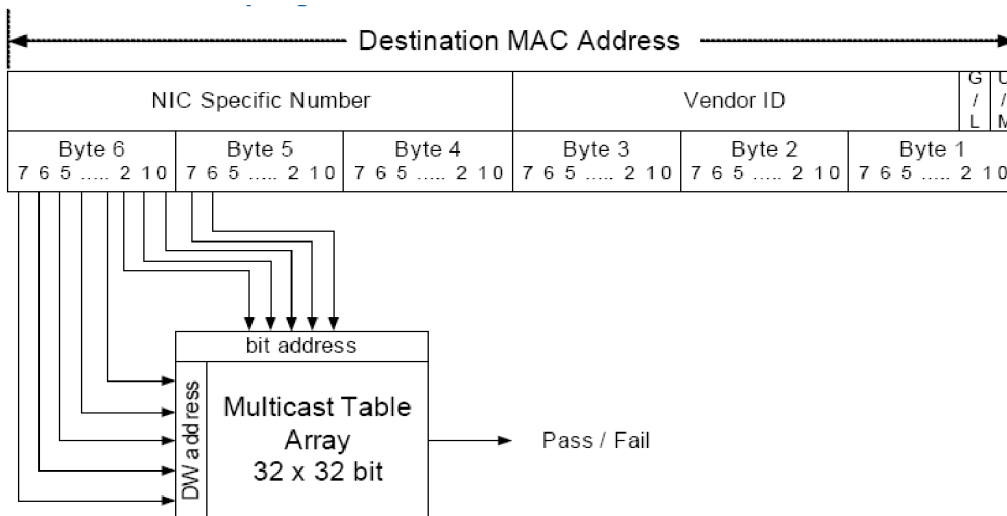 Destination MAC Address
NIC Specific Number
Vendor ID
G / L
U / M
Byte 6
Byte 5
Byte 4
Byte 3
Byte 2
Byte 1
7 6 5 ..... 2 1 0
7 6 5 ..... 2 1 0
7 6 5 ..... 2 1 0
7 6 5 ..... 2 1 0
7 6 5 ..... 2 1 0
7 6 5 ..... 2 1 0
bit address
DW address
Multicast Table
Array
32 x 32 bit
Pass / Fail